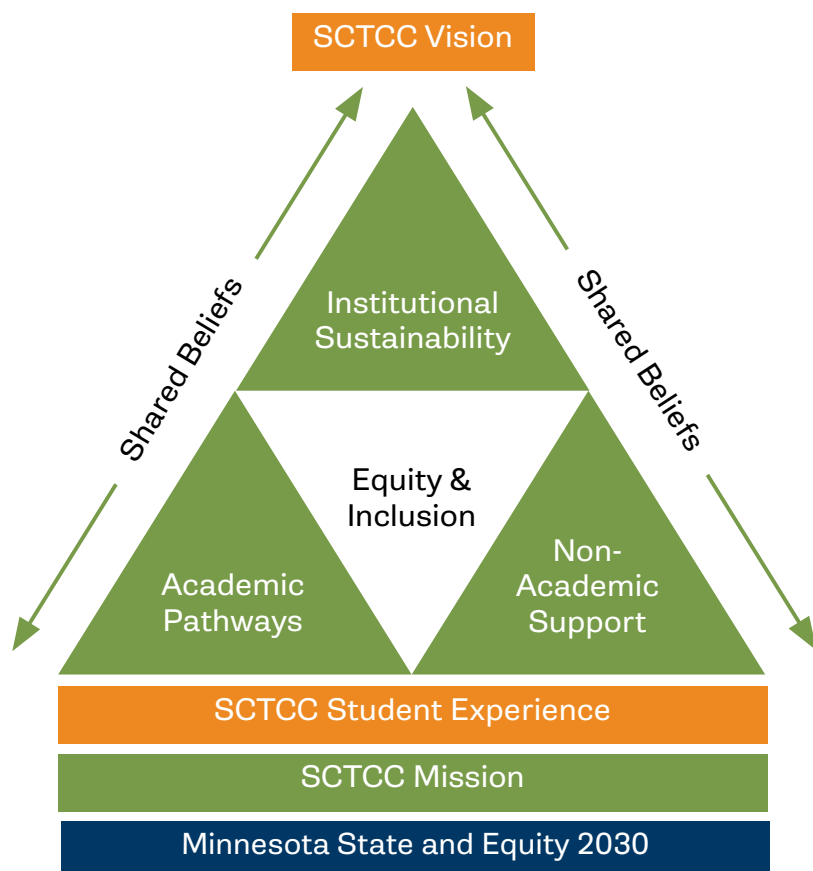 SCTCC Vision
Shared Beliefs
Shared Beliefs
Institutional
Sustainability
Equity &
Inclusion
Academic
Pathways
Non-
Academic
Support
SCTCC Student Experience
SCTCC Mission
Minnesota State and Equity 2030